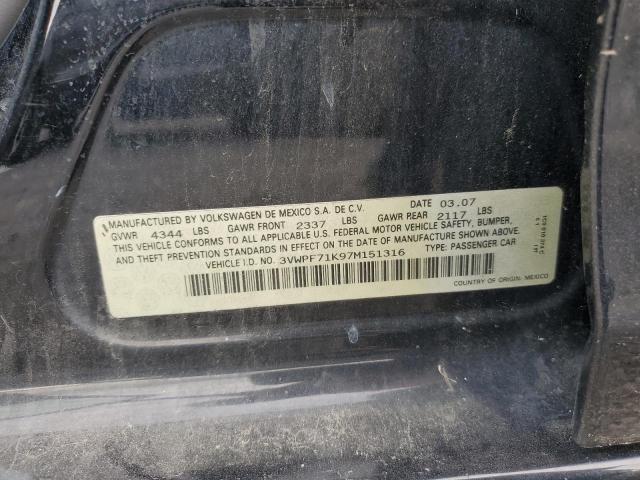 MANUFACTURED BY VOLKSWAGEN DE MEXICO S.A. DE C.V. DATE 03.07
GVWR 4344 LBS GAWR FRONT 2337 LBS GAWR REAR 2117 LBS
THIS VEHICLE CONFORMS TO ALL APPLICABLE U.S. FEDERAL MOTOR VEHICLE SAFETY, BUMPER,
AND THEFT PREVENTION STANDARDS IN EFFECT ON THE DATE OF MANUFACTURE SHOWN ABOVE.
VEHICLE I.D. NO. 3VWPF71K97M151316 TYPE: PASSENGER CAR
COUNTRY OF ORIGIN: MEXICO